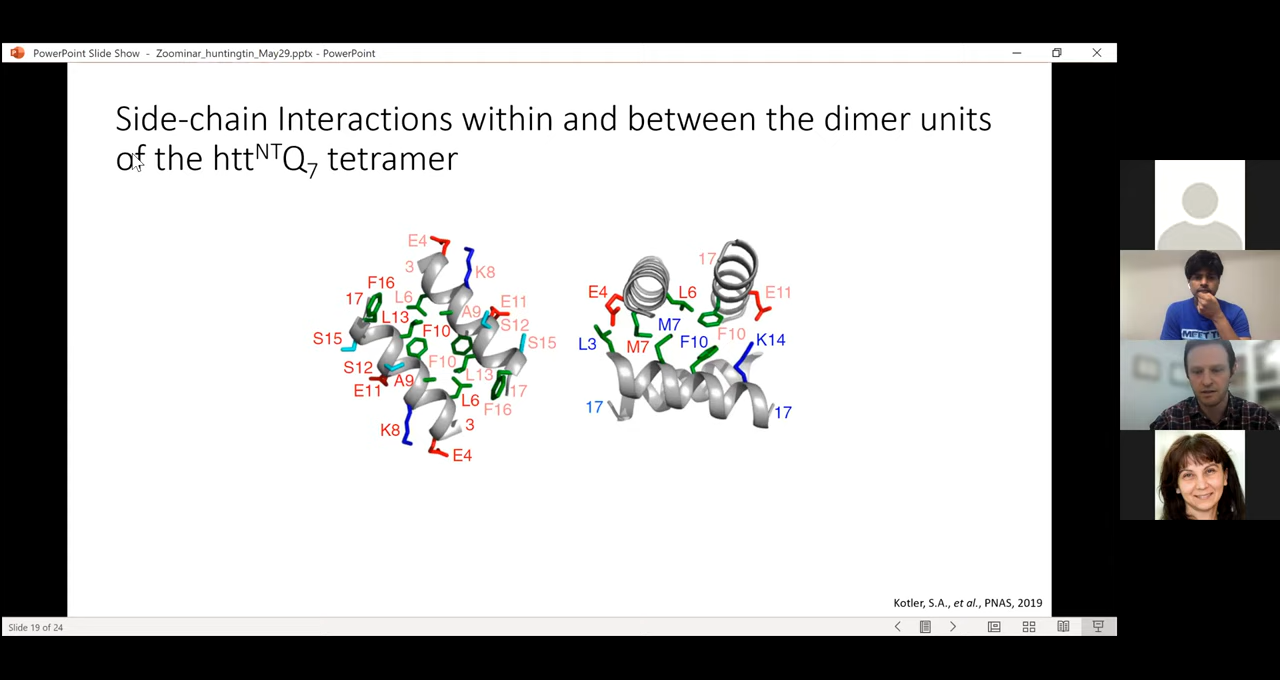 PowerPoint Slide Show - Zoominar_huntingtin_May29.pptx - PowerPoint
Side-chain Interactions within and between the dimer units
of the httNTQ7 tetramer
E4
3
K8
F16
17
L6
A9
E11
L13
S12
S15
F10
S15
S12
F10
L13
A9
E11
17
L6
F16
K8
3
E4
17
E4
L6
E11
M7
F10
L3
M7
F10
K14
17
17
Kotler, S.A., et al., PNAS, 2019
Slide 19 of 24
MEET T